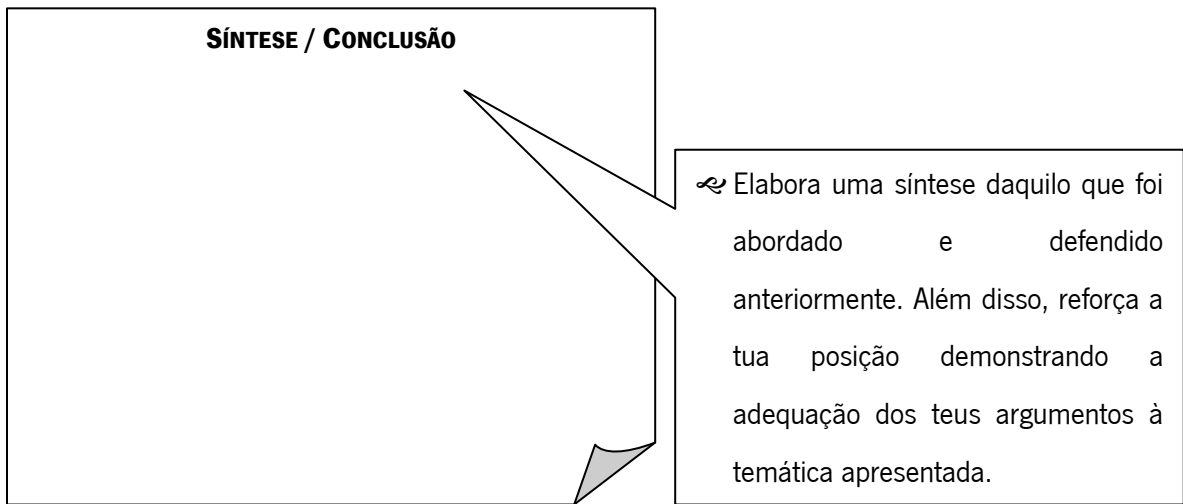 SÍNTESE / CONCLUSÃO
Elabora uma síntese daquilo que foi
abordado e defendido
anteriormente. Além disso, reforça a
tua posição demonstrando a
adequação dos teus argumentos à
temática apresentada.